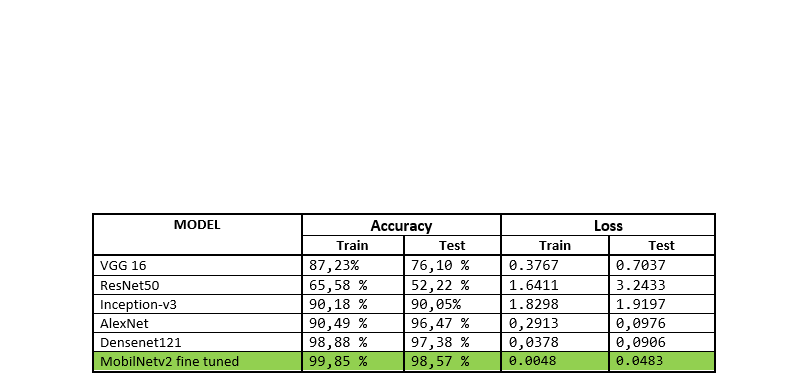 MODEL Accuracy Loss
Train Test Train Test
VGG 16 87,23% 76,10 % 0.3767 0.7037
ResNet50 65,58 % 52,22 % 1.6411 3.2433
Inception-v3 90,18 % 90,05% 1.8298 1.9197
AlexNet 90,49 % 96,47 % 0,2913 0,0976
Densenet121 98,88 % 97,38 % 0,0378 0,0906
MobilNetv2 fine tuned 99,85 % 98,57 % 0.0048 0.0483